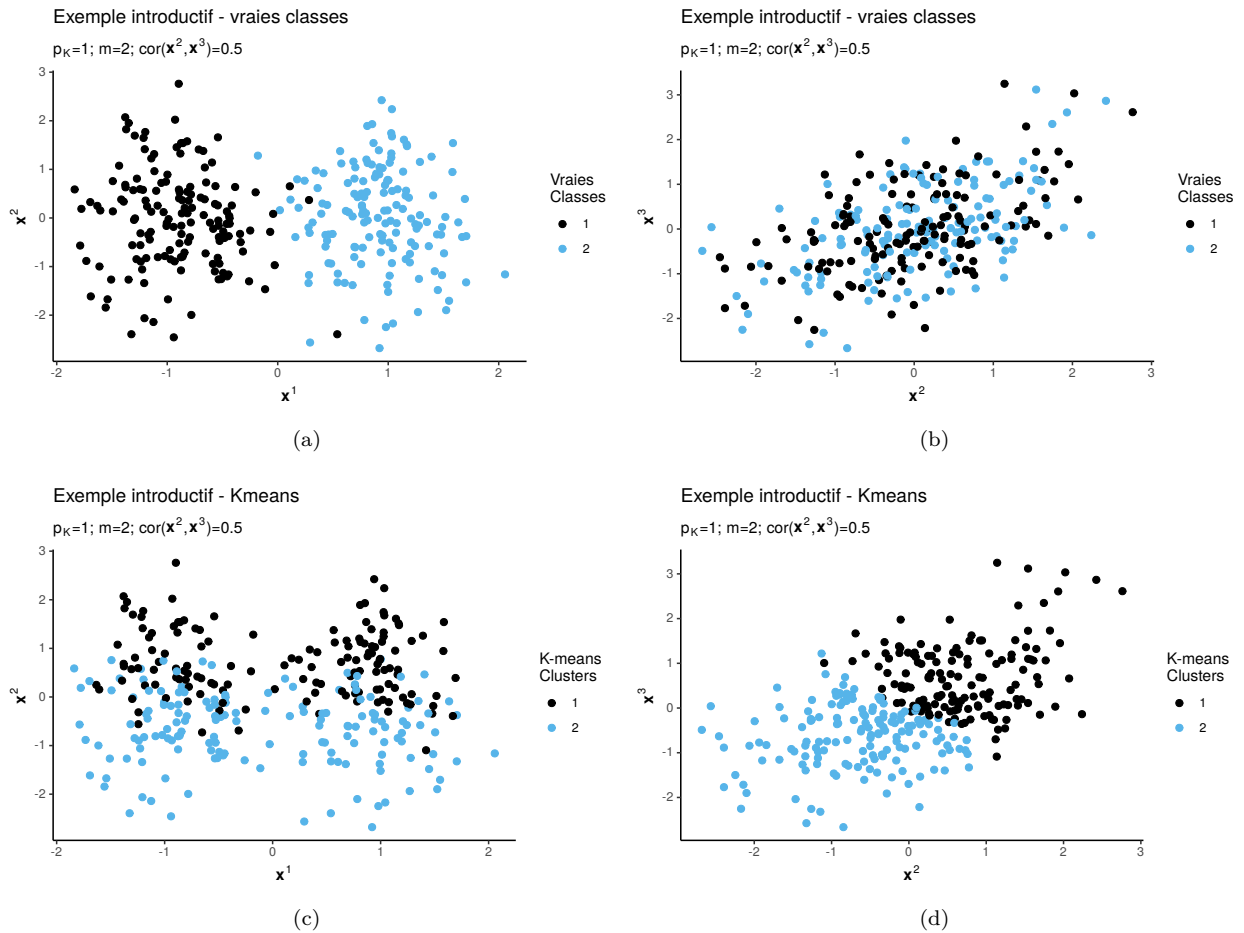 Exemple introductif - vraies classes
p_K=1; m=2; cor(x²,x³)=0.5
3
2
1
0
-1
-2
x²
-2
-1
0
1
2
x¹
Vraies
Classes
1
2
(a)
Exemple introductif - vraies classes
p_K=1; m=2; cor(x²,x³)=0.5
3
2
1
0
-1
-2
x³
-2
-1
0
1
2
3
x²
Vraies
Classes
1
2
(b)
Exemple introductif - Kmeans
p_K=1; m=2; cor(x²,x³)=0.5
3
2
1
0
-1
-2
x²
-2
-1
0
1
2
x¹
K-means
Clusters
1
2
(c)
Exemple introductif - Kmeans
p_K=1; m=2; cor(x²,x³)=0.5
3
2
1
0
-1
-2
x³
-2
-1
0
1
2
3
x²
K-means
Clusters
1
2
(d)